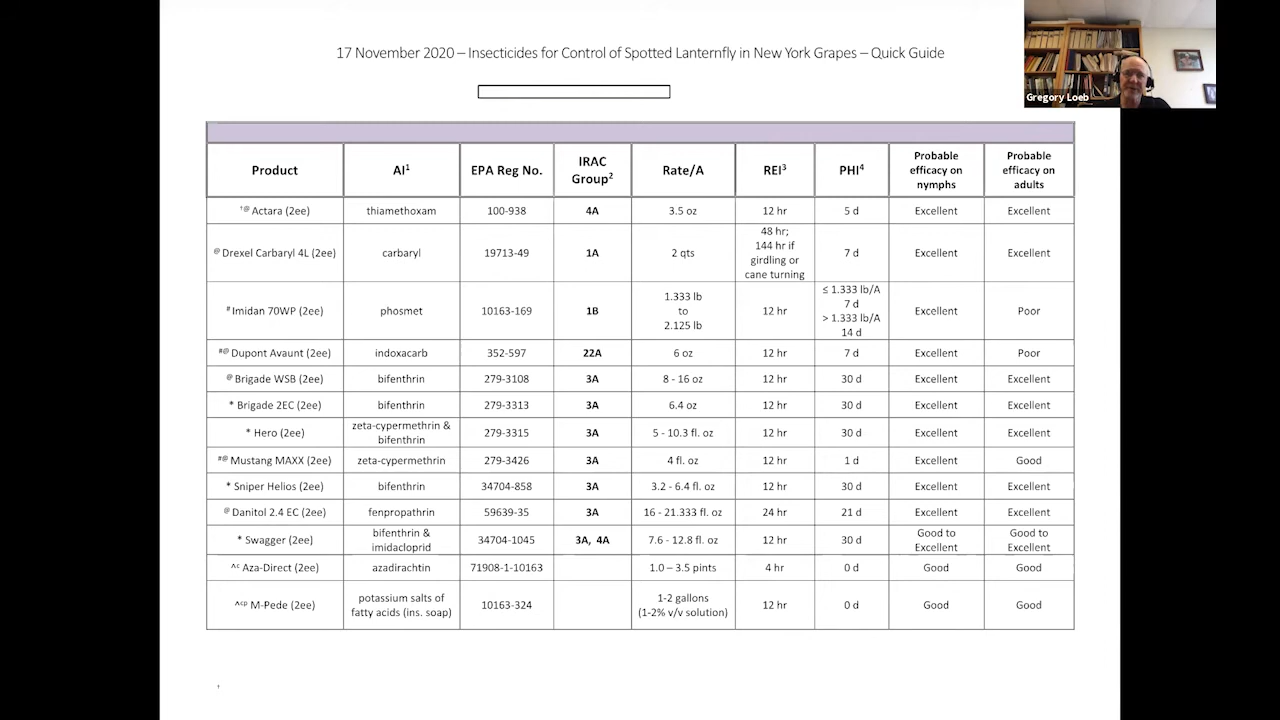 17 November 2020 – Insecticides for Control of Spotted Lanternfly in New York Grapes – Quick Guide
Gregory Loeb
Product AI1 EPA Reg No. IRAC Group2 Rate/A REI3 PHI4 Probable efficacy on nymphs Probable efficacy on adults
†@ Actara (2ee) thiamethoxam 100-938 4A 3.5 oz 12 hr 5 d Excellent Excellent
@ Drexel Carbaryl 4L (2ee) carbaryl 19713-49 1A 2 qts 48 hr; 144 hr if girdling or cane turning 7 d Excellent Excellent
# Imidan 70WP (2ee) phosmet 10163-169 1B 1.333 lb to 2.125 lb 12 hr ≤ 1.333 lb/A 7 d > 1.333 lb/A 14 d Excellent Poor
#@ Dupont Avaunt (2ee) indoxacarb 352-597 22A 6 oz 12 hr 7 d Excellent Poor
@ Brigade WSB (2ee) bifenthrin 279-3108 3A 8 - 16 oz 12 hr 30 d Excellent Excellent
* Brigade 2EC (2ee) bifenthrin 279-3313 3A 6.4 oz 12 hr 30 d Excellent Excellent
* Hero (2ee) zeta-cypermethrin & bifenthrin 279-3315 3A 5 - 10.3 fl. oz 12 hr 30 d Excellent Excellent
#@ Mustang MAXX (2ee) zeta-cypermethrin 279-3426 3A 4 fl. oz 12 hr 1 d Excellent Good
* Sniper Helios (2ee) bifenthrin 34704-858 3A 3.2 - 6.4 fl. oz 12 hr 30 d Excellent Excellent
@ Danitol 2.4 EC (2ee) fenpropathrin 59639-35 3A 16 - 21.333 fl. oz 24 hr 21 d Excellent Excellent
* Swagger (2ee) bifenthrin & imidacloprid 34704-1045 3A, 4A 7.6 - 12.8 fl. oz 12 hr 30 d Good to Excellent Good to Excellent
^c Aza-Direct (2ee) azadirachtin 71908-1-10163 1.0 – 3.5 pints 4 hr 0 d Good Good
^cp M-Pede (2ee) potassium salts of fatty acids (ins. soap) 10163-324 1-2 gallons (1-2% v/v solution) 12 hr 0 d Good Good
†